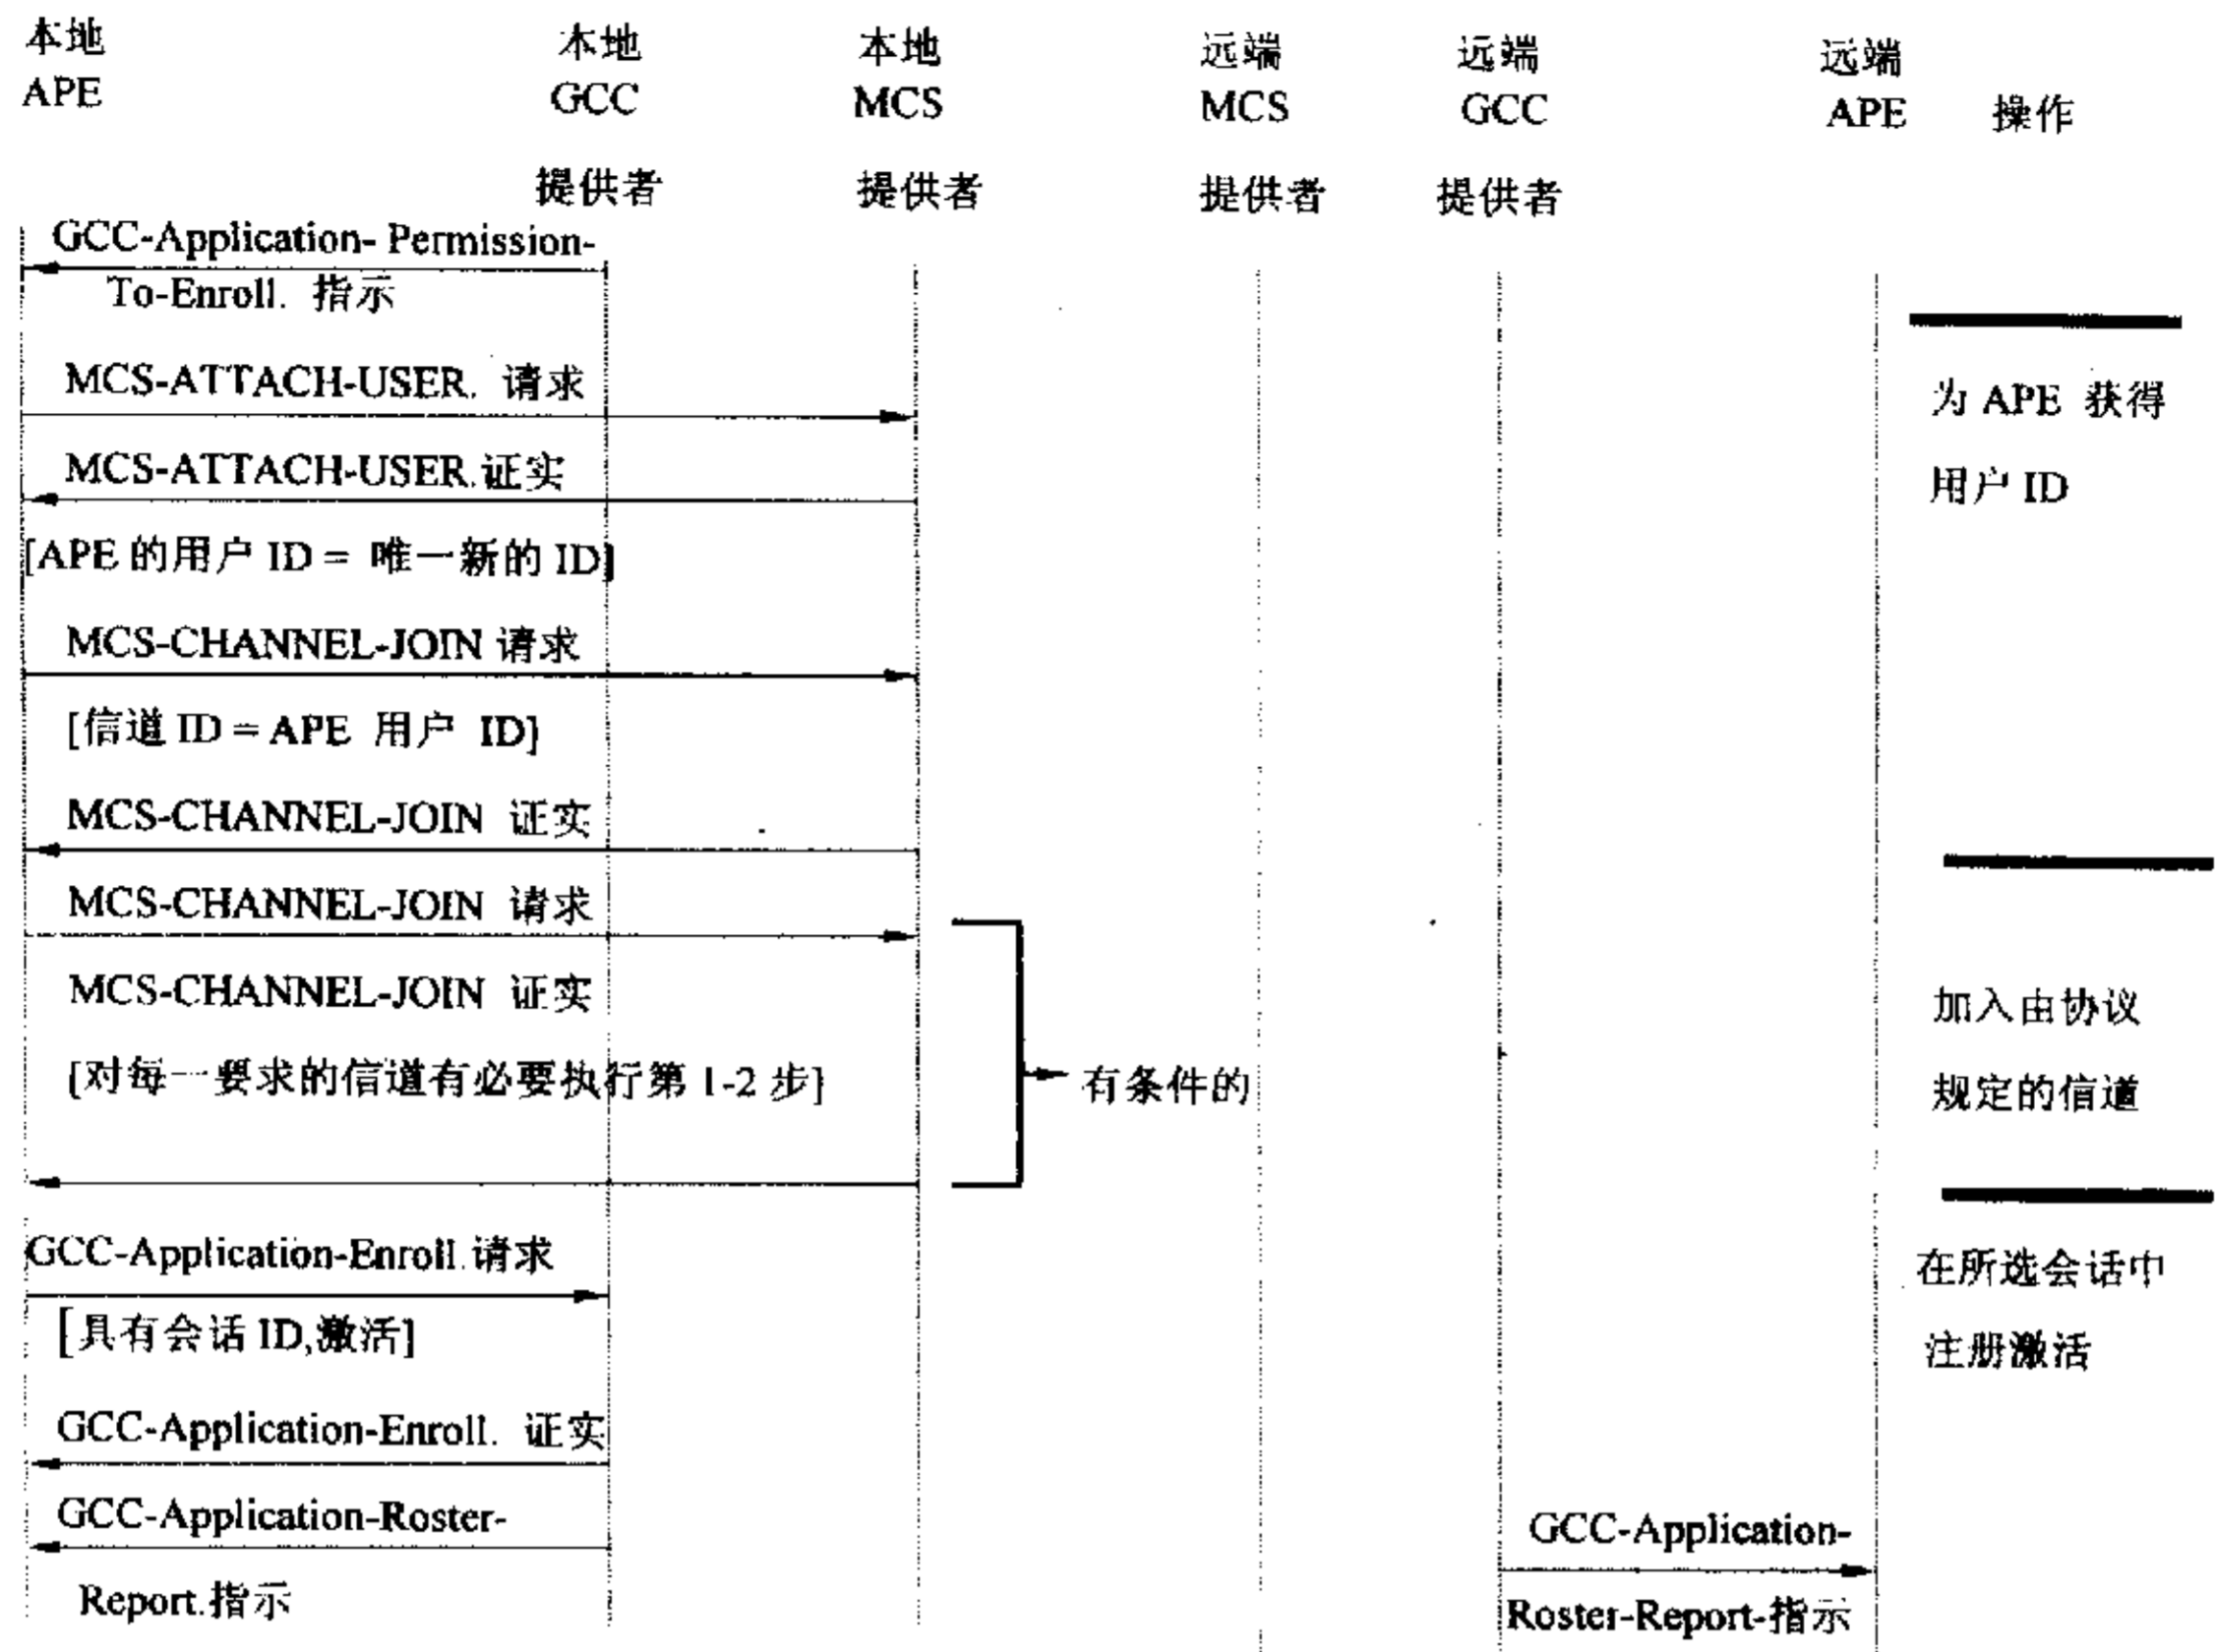 本地
APE
本地
GCC
提供者
本地
MCS
提供者
远端
MCS
提供者
远端
GCC
提供者
远端
APE
操作
GCC-Application- Permission-
To-Enroll. 指示
MCS-ATTACH-USER. 请求
为 APE 获得
MCS-ATTACH-USER.证实
用户 ID
[APE 的用户 ID = 唯一新的 ID]
MCS-CHANNEL-JOIN 请求
[信道 ID = APE 用户 ID]
MCS-CHANNEL-JOIN 证实
MCS-CHANNEL-JOIN 请求
MCS-CHANNEL-JOIN 证实
加入由协议
[对每一要求的信道有必要执行第 1-2 步]
有条件的
规定的信道
GCC-Application-Enroll.请求
在所选会话中
[具有会话 ID,激活]
注册激活
GCC-Application-Enroll. 证实
GCC-Application-Roster-
Report.指示
GCC-Application-
Roster-Report-指示